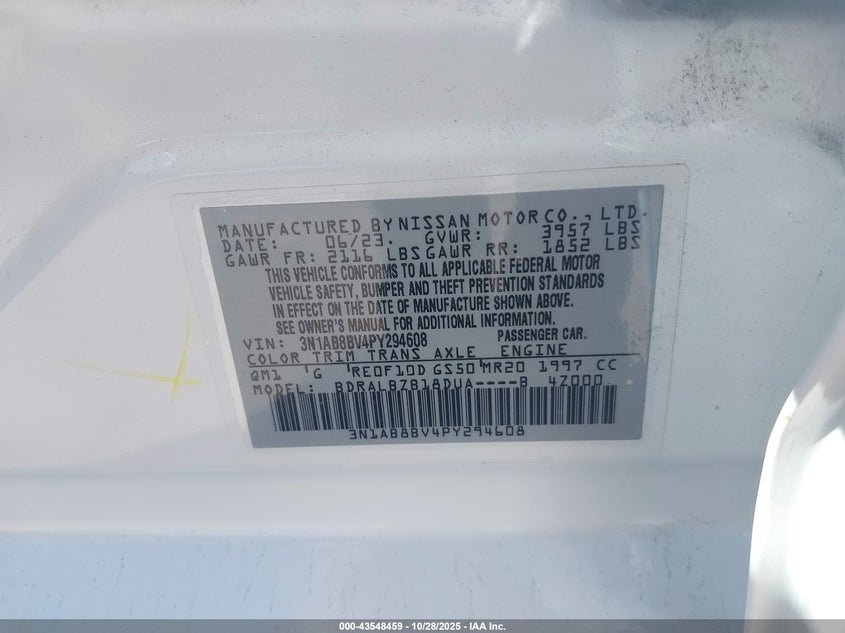 MANUFACTURED BY NISSAN MOTOR CO., LTD.
DATE: 06/23. GVWR: 3957 LBS
GAWR FR: 2116 LBS GAWR RR: 1852 LBS
THIS VEHICLE CONFORMS TO ALL APPLICABLE FEDERAL MOTOR
VEHICLE SAFETY, BUMPER AND THEFT PREVENTION STANDARDS
IN EFFECT ON THE DATE OF MANUFACTURE SHOWN ABOVE.
SEE OWNER'S MANUAL FOR ADDITIONAL INFORMATION.
VIN: 3N1AB8BV4PY294608 PASSENGER CAR.
COLOR TRIM TRANS AXLE ENGINE
QM1 'G 'RE0F10D GS50'MR20 1997 CC
MODEL: BDRALBZB18DUA----B 4Z000.
3N1AB8BV4PY294608
000-43548459 | 10/28/2025 | IAA Inc.